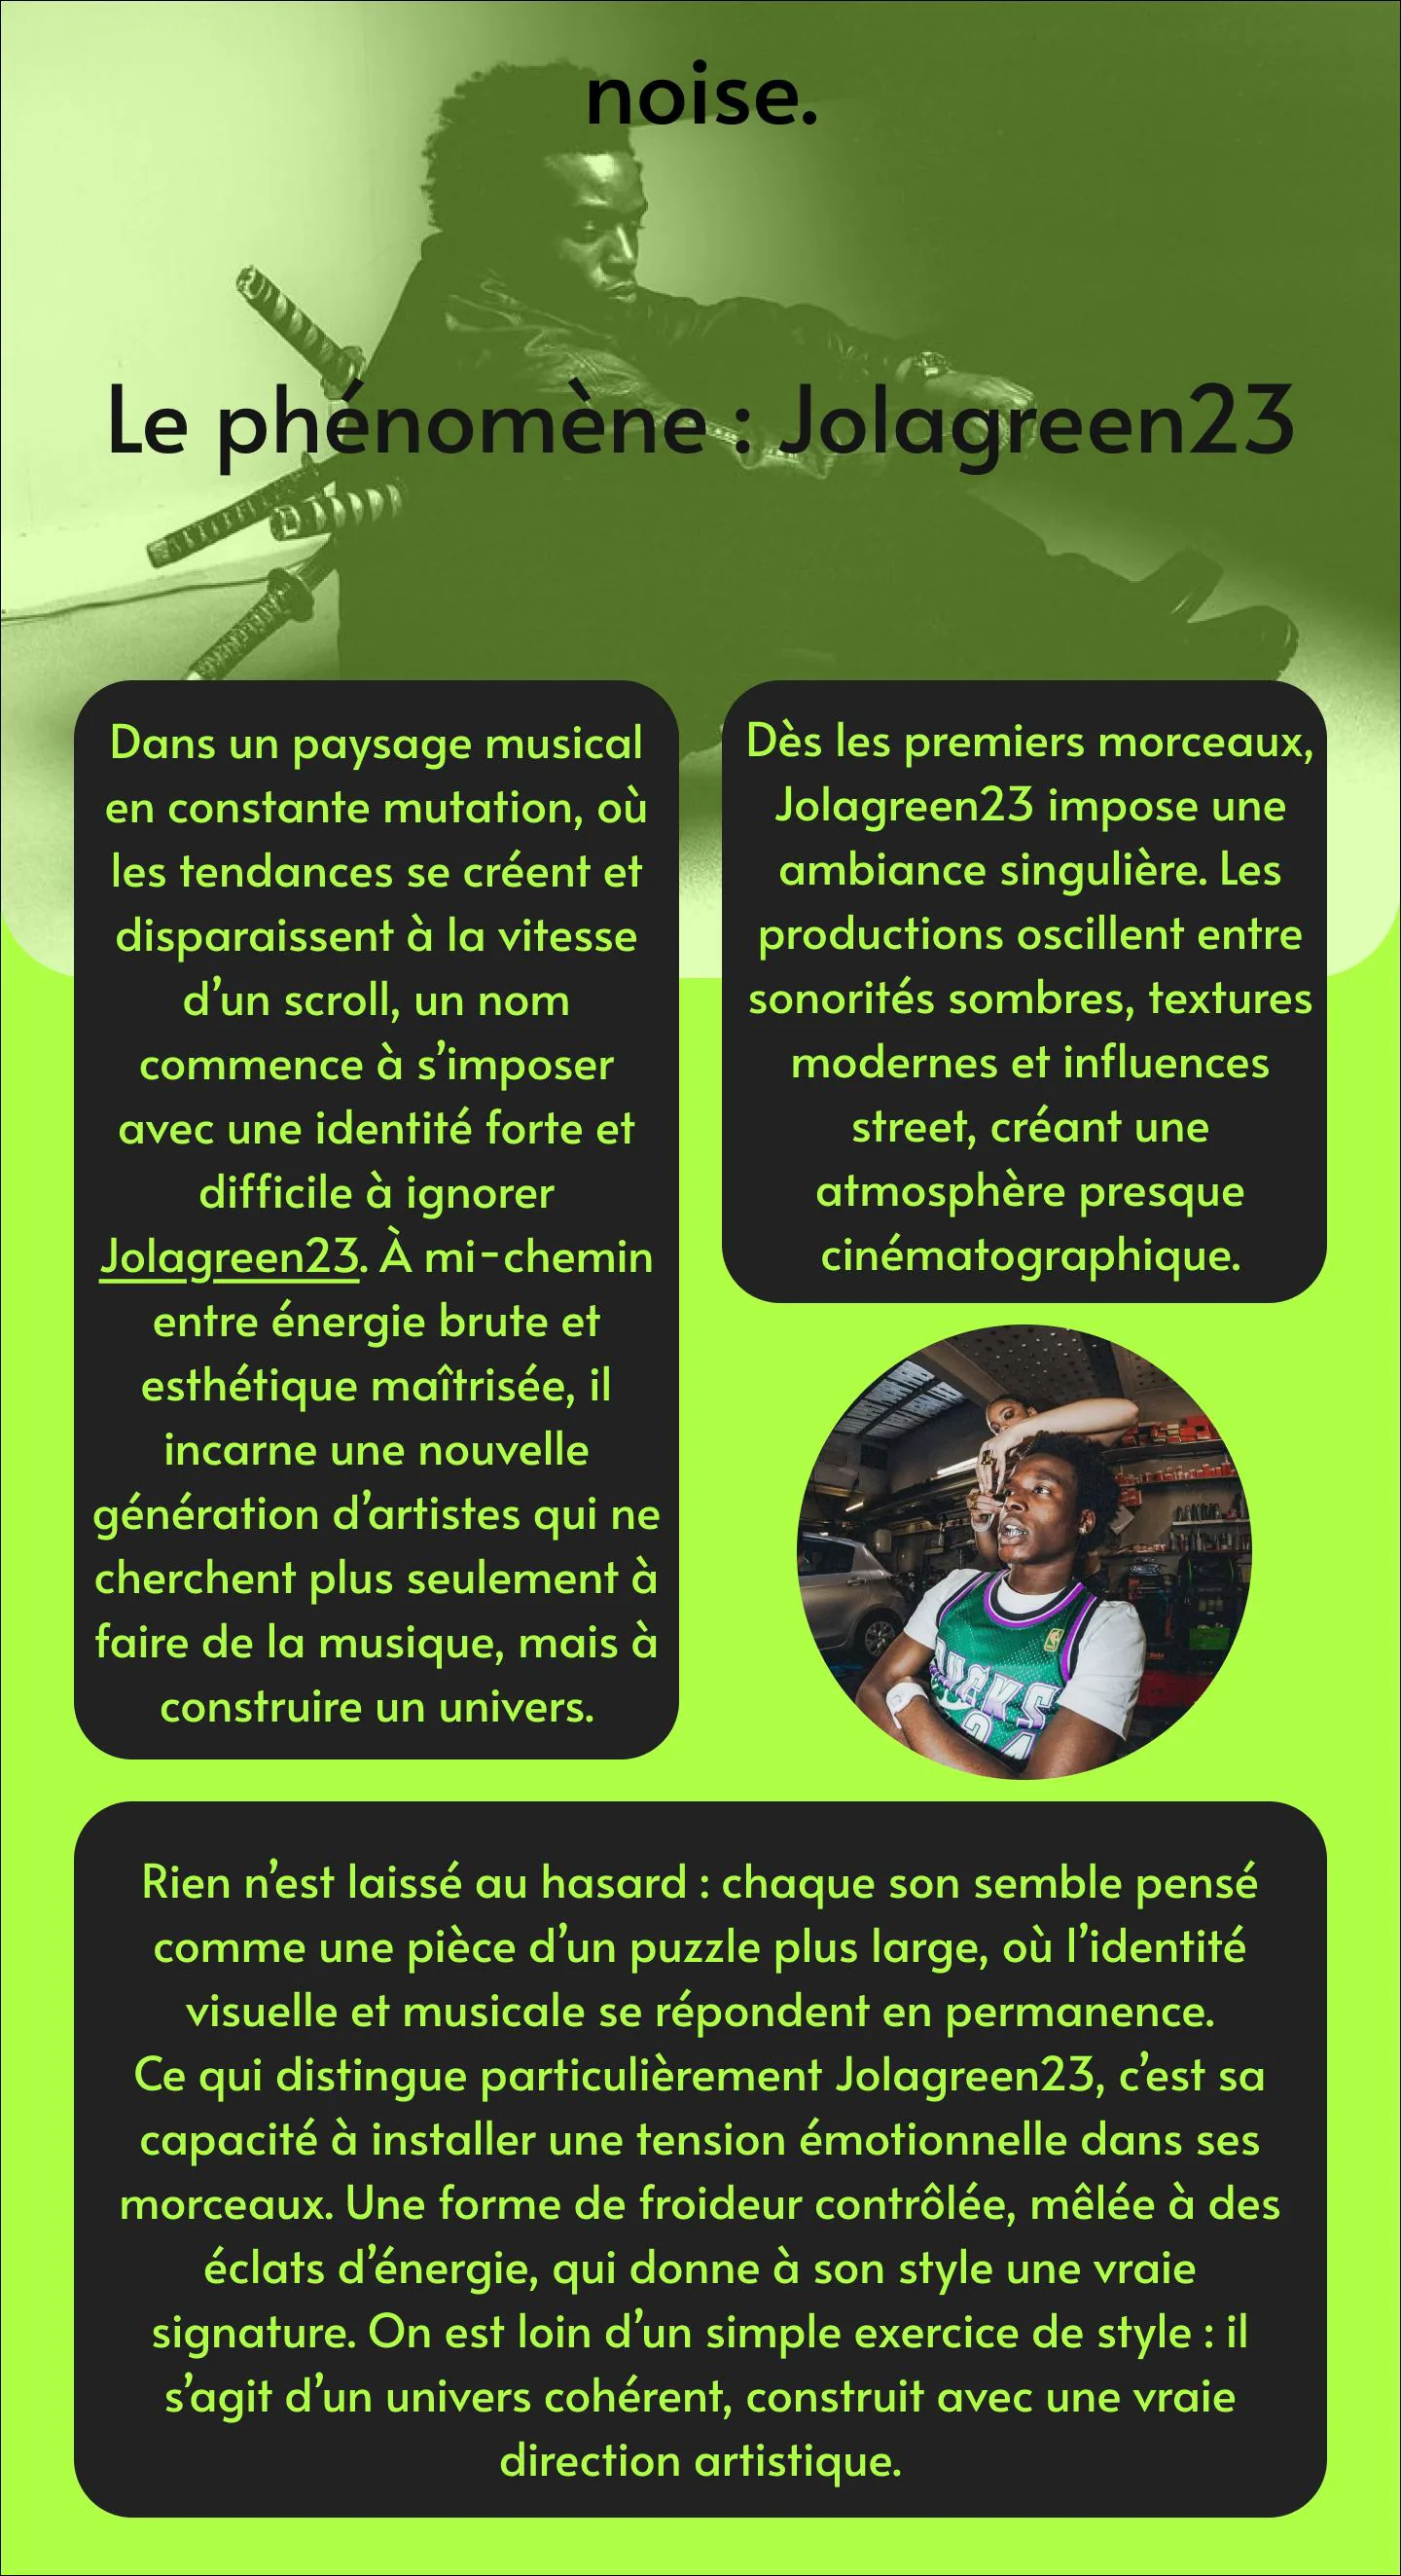 noise.
Le phénomène : Jolagreen23
Dans un paysage musical
en constante mutation, où
les tendances se créent et
disparaissent à la vitesse
d’un scroll, un nom
commence à s’imposer
avec une identité forte et
difficile à ignorer
Jolagreen23. À mi-chemin
entre énergie brute et
esthétique maîtrisée, il
incarne une nouvelle
génération d’artistes qui ne
cherchent plus seulement à
faire de la musique, mais à
construire un univers.
Dès les premiers morceaux,
Jolagreen23 impose une
ambiance singulière. Les
productions oscillent entre
sonorités sombres, textures
modernes et influences
street, créant une
atmosphère presque
cinématographique.
BUCKS
34
Rien n’est laissé au hasard : chaque son semble pensé
comme une pièce d’un puzzle plus large, où l’identité
visuelle et musicale se répondent en permanence.
Ce qui distingue particulièrement Jolagreen23, c’est sa
capacité à installer une tension émotionnelle dans ses
morceaux. Une forme de froideur contrôlée, mêlée à des
éclats d’énergie, qui donne à son style une vraie
signature. On est loin d’un simple exercice de style : il
s’agit d’un univers cohérent, construit avec une vraie
direction artistique.